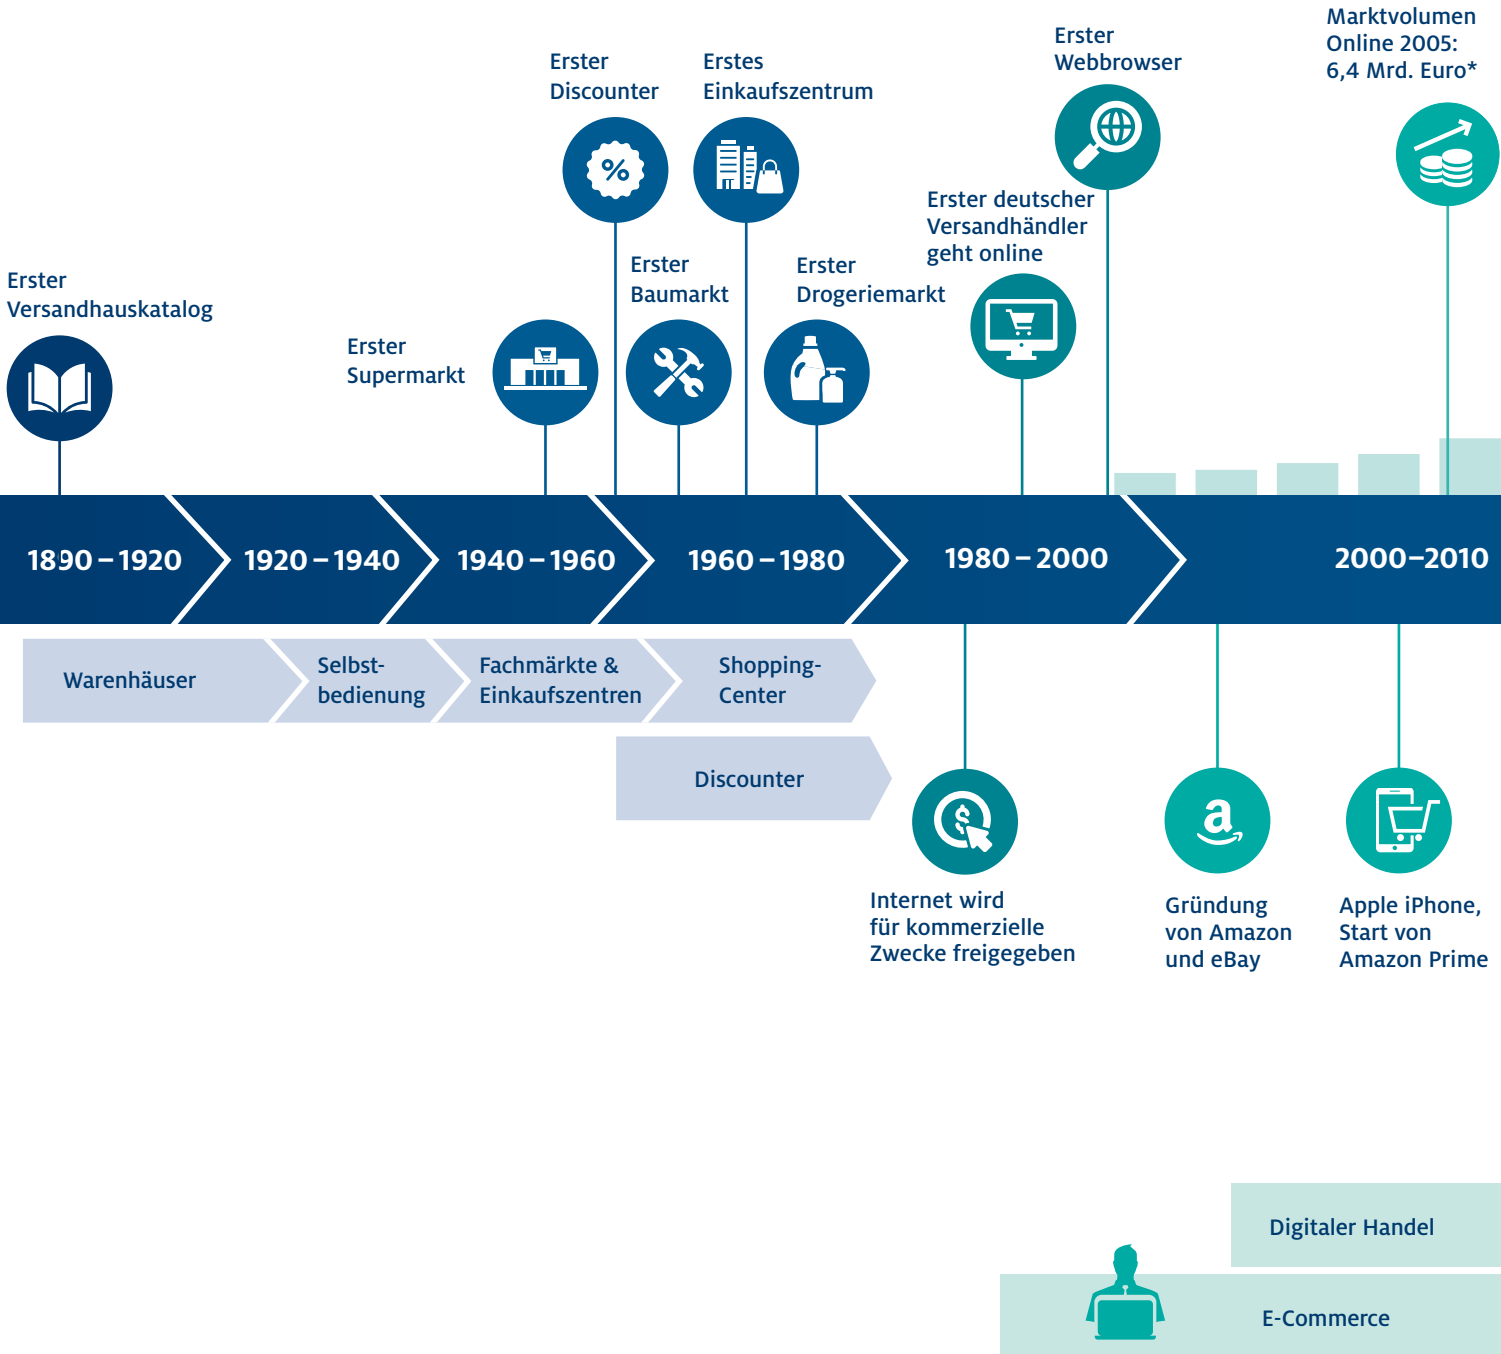 Marktvolumen
Online 2005:
6,4 Mrd. Euro*
Erster
Webbrowser
Erster
Discounter
Erstes
Einkaufszentrum
Erster deutscher
Versandhändler
geht online
Erster
Baumarkt
Erster
Drogeriemarkt
Erster
Versandhauskatalog
Erster
Supermarkt
1890 – 1920
1920 – 1940
1940 – 1960
1960 – 1980
1980 – 2000
2000–2010
Warenhäuser
Selbst-
bedienung
Fachmärkte &
Einkaufszentren
Shopping-
Center
Discounter
Internet wird
für kommerzielle
Zwecke freigegeben
Gründung
von Amazon
und eBay
Apple iPhone,
Start von
Amazon Prime
Digitaler Handel
E-Commerce